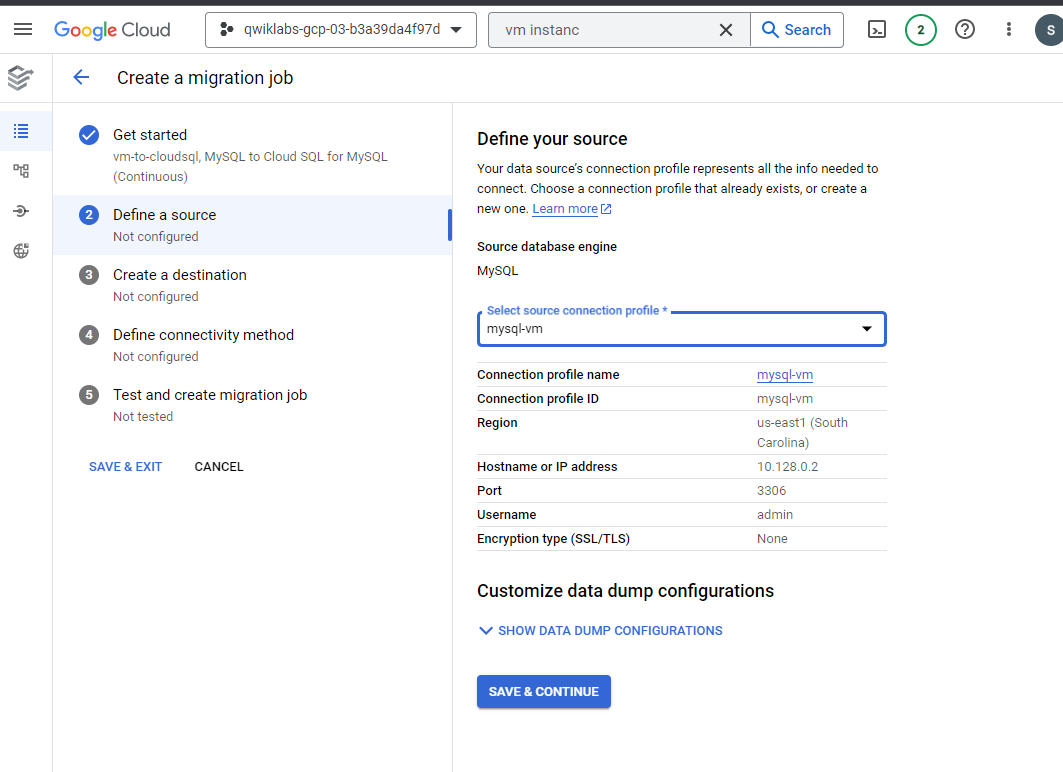 Google Cloud
qwiklabs-gcp-03-b3a39da4f97d
vm instanc
Search
2
S
Create a migration job
Get started
vm-to-cloudsql, MySQL to Cloud SQL for MySQL
(Continuous)
2
Define a source
Not configured
3
Create a destination
Not configured
4
Define connectivity method
Not configured
5
Test and create migration job
Not tested
SAVE & EXIT
CANCEL
Define your source
Your data source's connection profile represents all the info needed to
connect. Choose a connection profile that already exists, or create a
new one. Learn more
Source database engine
MySQL
Select source connection profile *
mysql-vm
Connection profile name mysql-vm
Connection profile ID mysql-vm
Region us-east1 (South
Carolina)
Hostname or IP address 10.128.0.2
Port 3306
Username admin
Encryption type (SSL/TLS) None
Customize data dump configurations
SHOW DATA DUMP CONFIGURATIONS
SAVE & CONTINUE